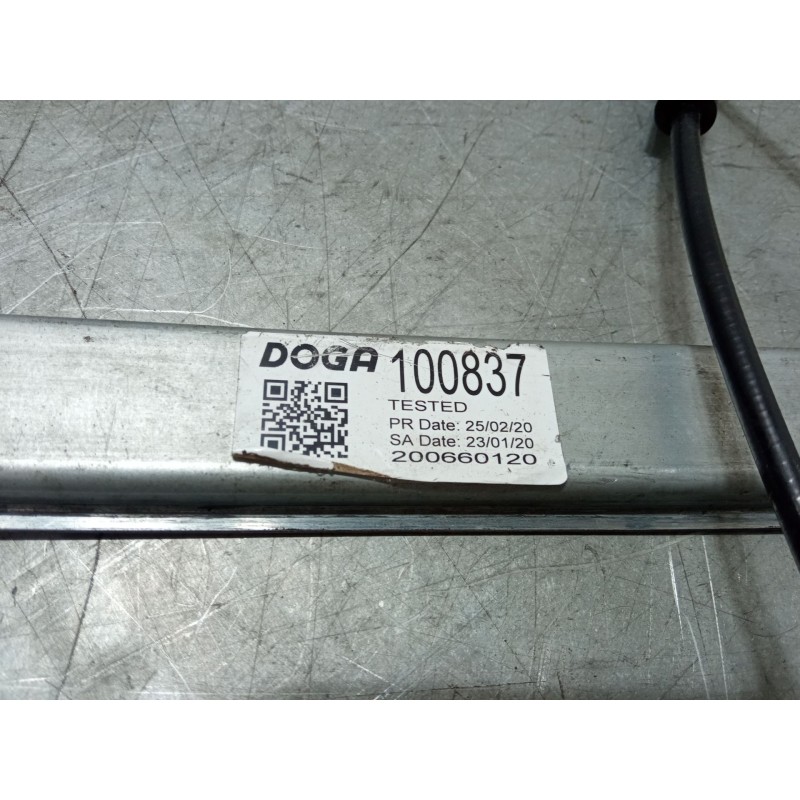 DOGA 100837
TESTED
PR Date: 25/02/20
SA Date: 23/01/20
200660120